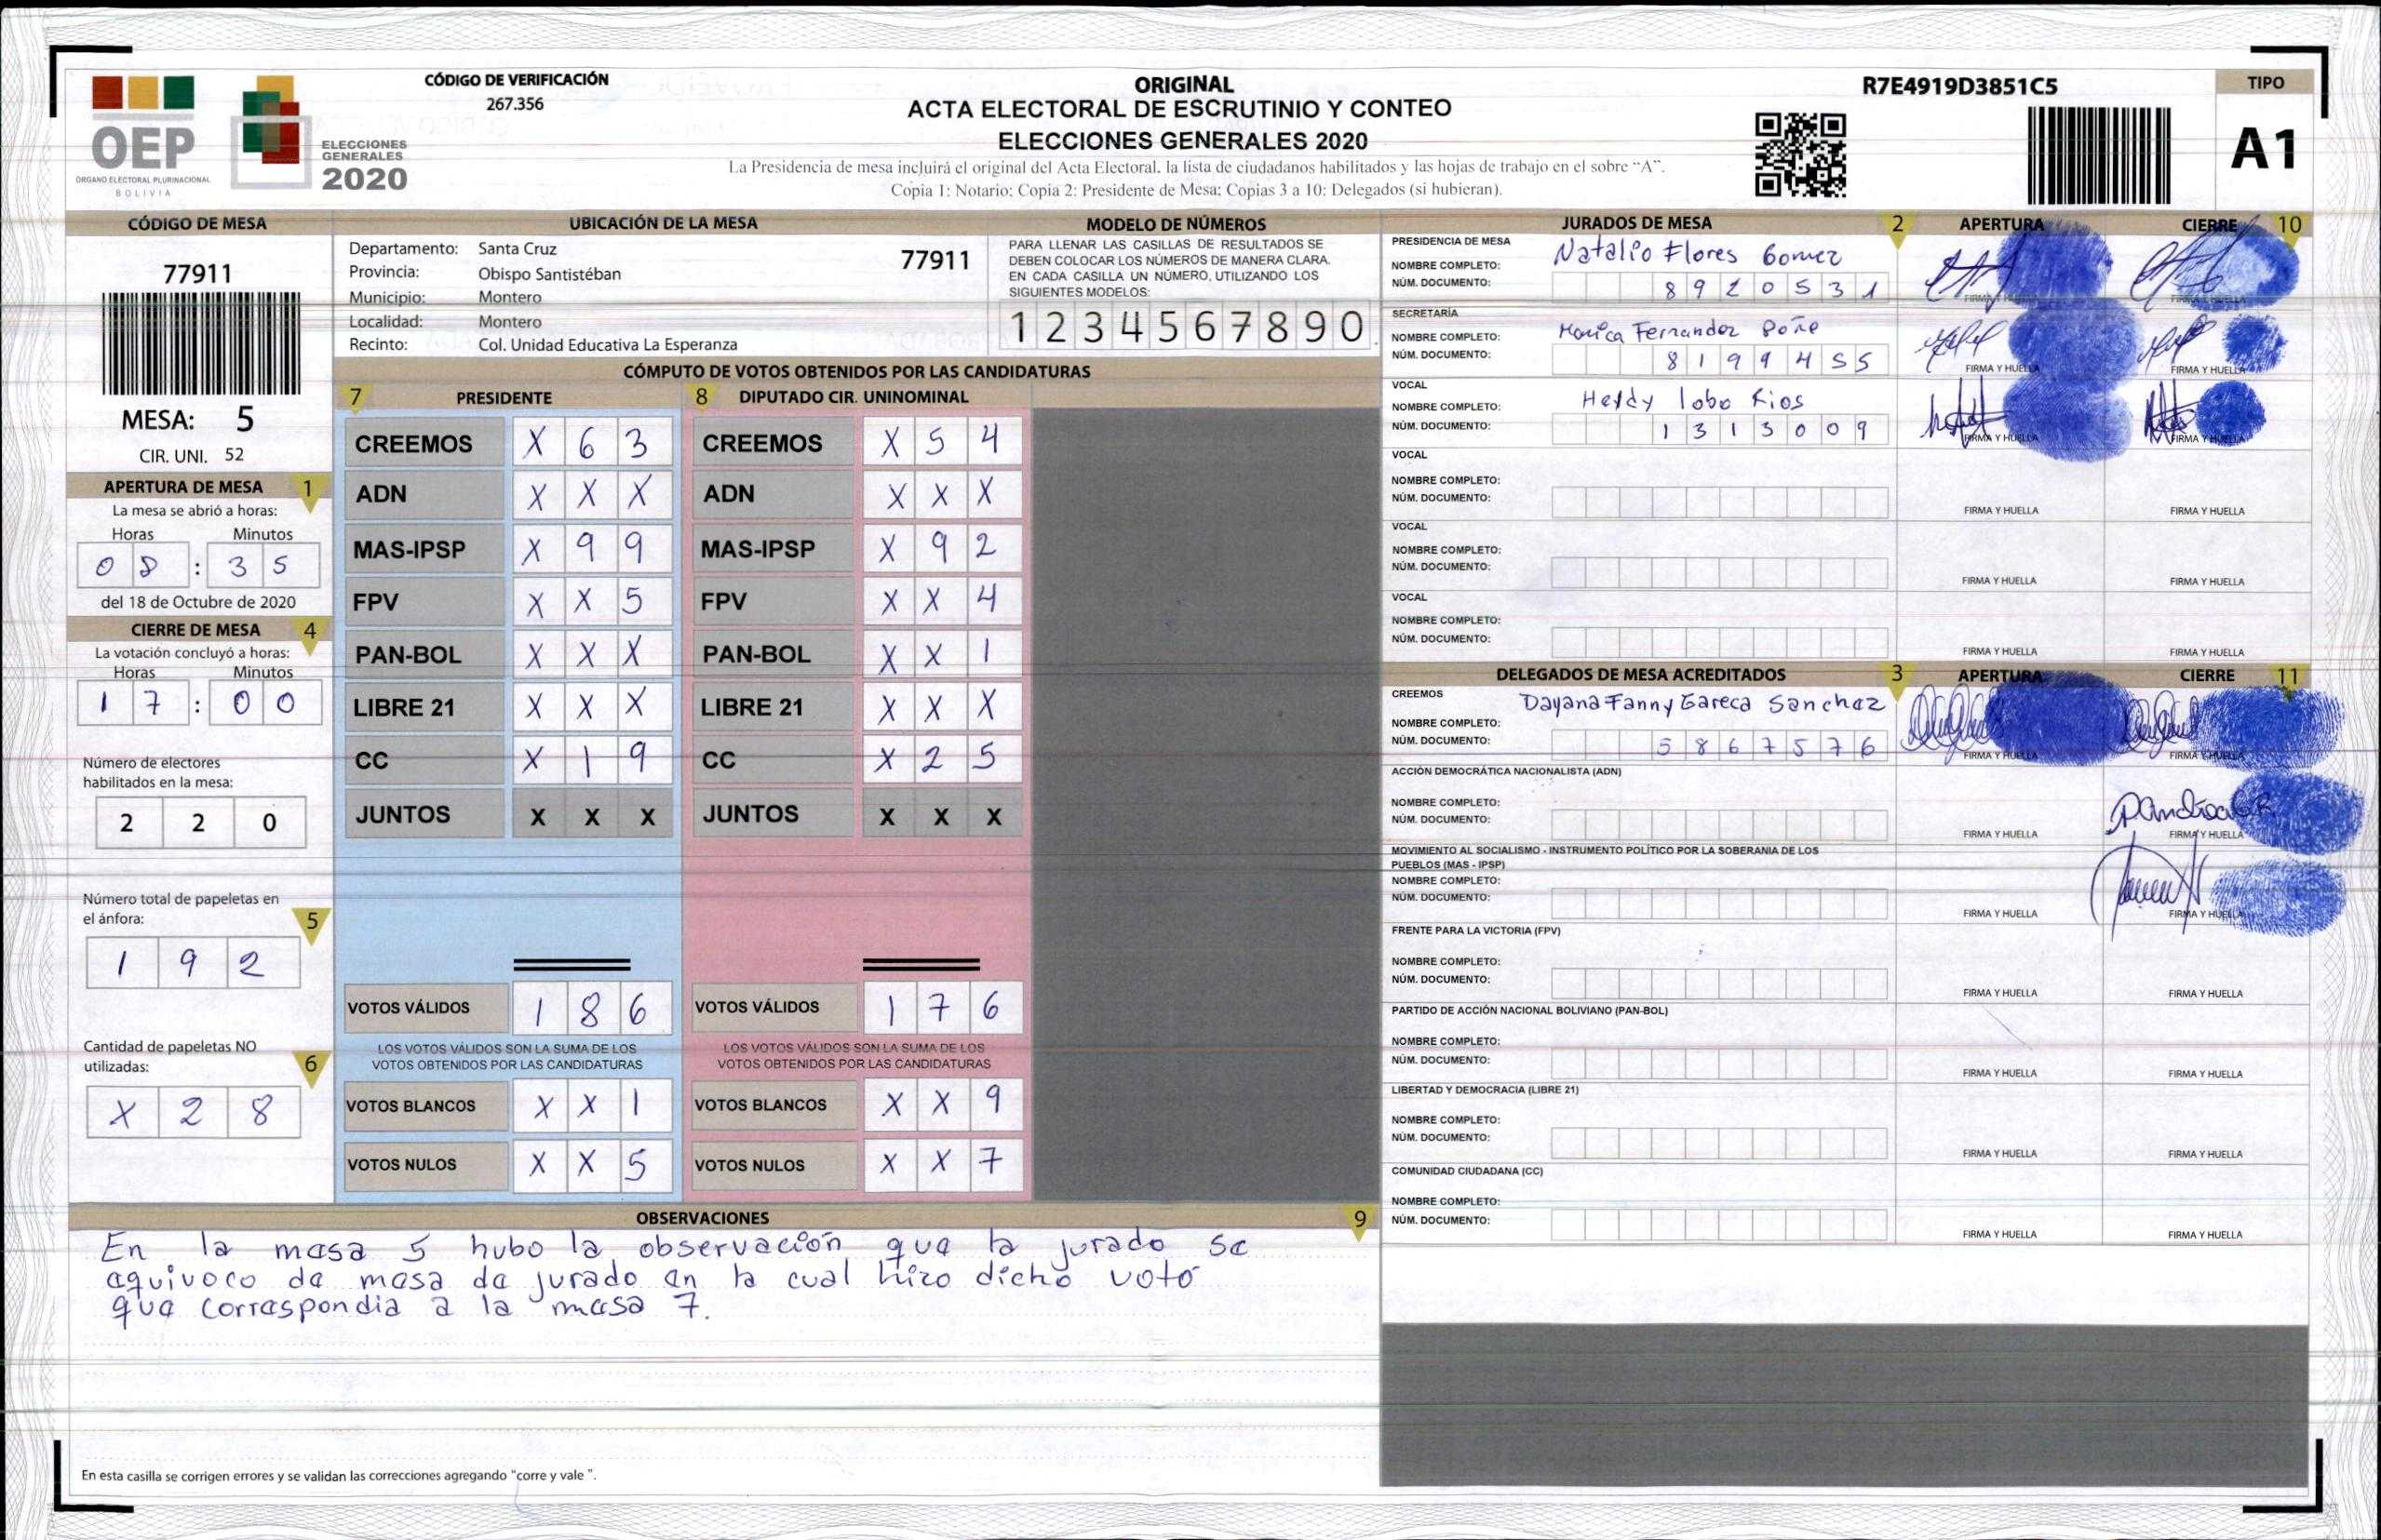 CÓDIGO DE VERIFICACIÓN
267.356
ORIGINAL
ACTA ELECTORAL DE ESCRUTINIO Y CONTEO
ELECCIONES GENERALES 2020
La Presidencia de mesa incluirá el original del Acta Electoral, la lista de ciudadanos habilitados y las hojas de trabajo en el sobre “A”.
Copia 1: Notario; Copia 2: Presidente de Mesa; Copias 3 a 10: Delegados (si hubieran).
R7E4919D3851C5
TIPO
A1
OEP
ÓRGANO ELECTORAL PLURINACIONAL
BOLIVIA
ELECCIONES
GENERALES
2020
CÓDIGO DE MESA
77911
MESA: 5
CIR. UNI. 52
APERTURA DE MESA 1
La mesa se abrió a horas:
Horas Minutos
0 8 : 3 5
del 18 de Octubre de 2020
CIERRE DE MESA 4
La votación concluyó a horas:
Horas Minutos
1 7 : 0 0
Número de electores
habilitados en la mesa:
2 2 0
Número total de papeletas en
el ánfora: 5
1 9 2
Cantidad de papeletas NO
utilizadas: 6
X 2 8
UBICACIÓN DE LA MESA
Departamento: Santa Cruz 77911
Provincia: Obispo Santistéban
Municipio: Montero
Localidad: Montero
Recinto: Col. Unidad Educativa La Esperanza
MODELO DE NÚMEROS
PARA LLENAR LAS CASILLAS DE RESULTADOS SE
DEBEN COLOCAR LOS NÚMEROS DE MANERA CLARA.
EN CADA CASILLA UN NÚMERO, UTILIZANDO LOS
SIGUIENTES MODELOS:
1 2 3 4 5 6 7 8 9 0
CÓMPUTO DE VOTOS OBTENIDOS POR LAS CANDIDATURAS
7 PRESIDENTE
CREEMOS X 6 3
ADN X X X
MAS-IPSP X 9 9
FPV X X 5
PAN-BOL X X X
LIBRE 21 X X X
CC X 1 9
JUNTOS X X X
VOTOS VÁLIDOS 1 8 6
LOS VOTOS VÁLIDOS SON LA SUMA DE LOS
VOTOS OBTENIDOS POR LAS CANDIDATURAS
VOTOS BLANCOS X X 1
VOTOS NULOS X X 5
8 DIPUTADO CIR. UNINOMINAL
CREEMOS X 5 4
ADN X X X
MAS-IPSP X 9 2
FPV X X 4
PAN-BOL X X 1
LIBRE 21 X X X
CC X 2 5
JUNTOS X X X
VOTOS VÁLIDOS 1 7 6
LOS VOTOS VÁLIDOS SON LA SUMA DE LOS
VOTOS OBTENIDOS POR LAS CANDIDATURAS
VOTOS BLANCOS X X 9
VOTOS NULOS X X 7
OBSERVACIONES 9
En la mesa 5 hubo la observación que la jurado se
equivoco de mesa de jurado en la cual hizo dicho voto
que correspondia a la mesa 7.
En esta casilla se corrigen errores y se validan las correcciones agregando “corre y vale ”.
JURADOS DE MESA 2 APERTURA CIERRE 10
PRESIDENCIA DE MESA
NOMBRE COMPLETO: Natalio Flores Gomez
NÚM. DOCUMENTO: 8 9 2 0 5 3 1
FIRMA Y HUELLA FIRMA Y HUELLA
SECRETARÍA
NOMBRE COMPLETO: Monica Fernandez
NÚM. DOCUMENTO: 8 1 9 9 4 5 5
FIRMA Y HUELLA FIRMA Y HUELLA
VOCAL
NOMBRE COMPLETO: Heldy lobo Rios
NÚM. DOCUMENTO: 1 3 1 3 0 0 9
FIRMA Y HUELLA FIRMA Y HUELLA
VOCAL
NOMBRE COMPLETO:
NÚM. DOCUMENTO:
FIRMA Y HUELLA FIRMA Y HUELLA
VOCAL
NOMBRE COMPLETO:
NÚM. DOCUMENTO:
FIRMA Y HUELLA FIRMA Y HUELLA
VOCAL
NOMBRE COMPLETO:
NÚM. DOCUMENTO:
FIRMA Y HUELLA FIRMA Y HUELLA
DELEGADOS DE MESA ACREDITADOS 3 APERTURA CIERRE 11
CREEMOS
NOMBRE COMPLETO: Dayana Fanny Gareca Sanchez
NÚM. DOCUMENTO: 5 8 6 7 5 7 6
FIRMA Y HUELLA FIRMA Y HUELLA
ACCIÓN DEMOCRÁTICA NACIONALISTA (ADN)
NOMBRE COMPLETO:
NÚM. DOCUMENTO:
FIRMA Y HUELLA FIRMA Y HUELLA
MOVIMIENTO AL SOCIALISMO - INSTRUMENTO POLÍTICO POR LA SOBERANIA DE LOS
PUEBLOS (MAS - IPSP)
NOMBRE COMPLETO:
NÚM. DOCUMENTO:
FIRMA Y HUELLA FIRMA Y HUELLA
FRENTE PARA LA VICTORIA (FPV)
NOMBRE COMPLETO:
NÚM. DOCUMENTO:
FIRMA Y HUELLA FIRMA Y HUELLA
PARTIDO DE ACCIÓN NACIONAL BOLIVIANO (PAN-BOL)
NOMBRE COMPLETO:
NÚM. DOCUMENTO:
FIRMA Y HUELLA FIRMA Y HUELLA
LIBERTAD Y DEMOCRACIA (LIBRE 21)
NOMBRE COMPLETO:
NÚM. DOCUMENTO:
FIRMA Y HUELLA FIRMA Y HUELLA
COMUNIDAD CIUDADANA (CC)
NOMBRE COMPLETO:
NÚM. DOCUMENTO:
FIRMA Y HUELLA FIRMA Y HUELLA